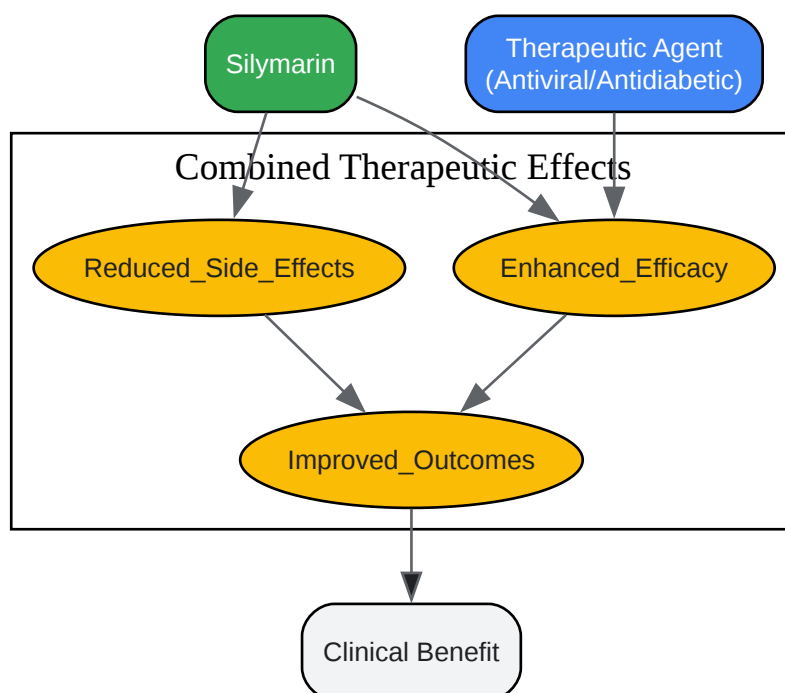 Silymarin
Therapeutic Agent
(Antiviral/Antidiabetic)
Combined Therapeutic Effects
Reduced_Side_Effects
Enhanced_Efficacy
Improved_Outcomes
Clinical Benefit